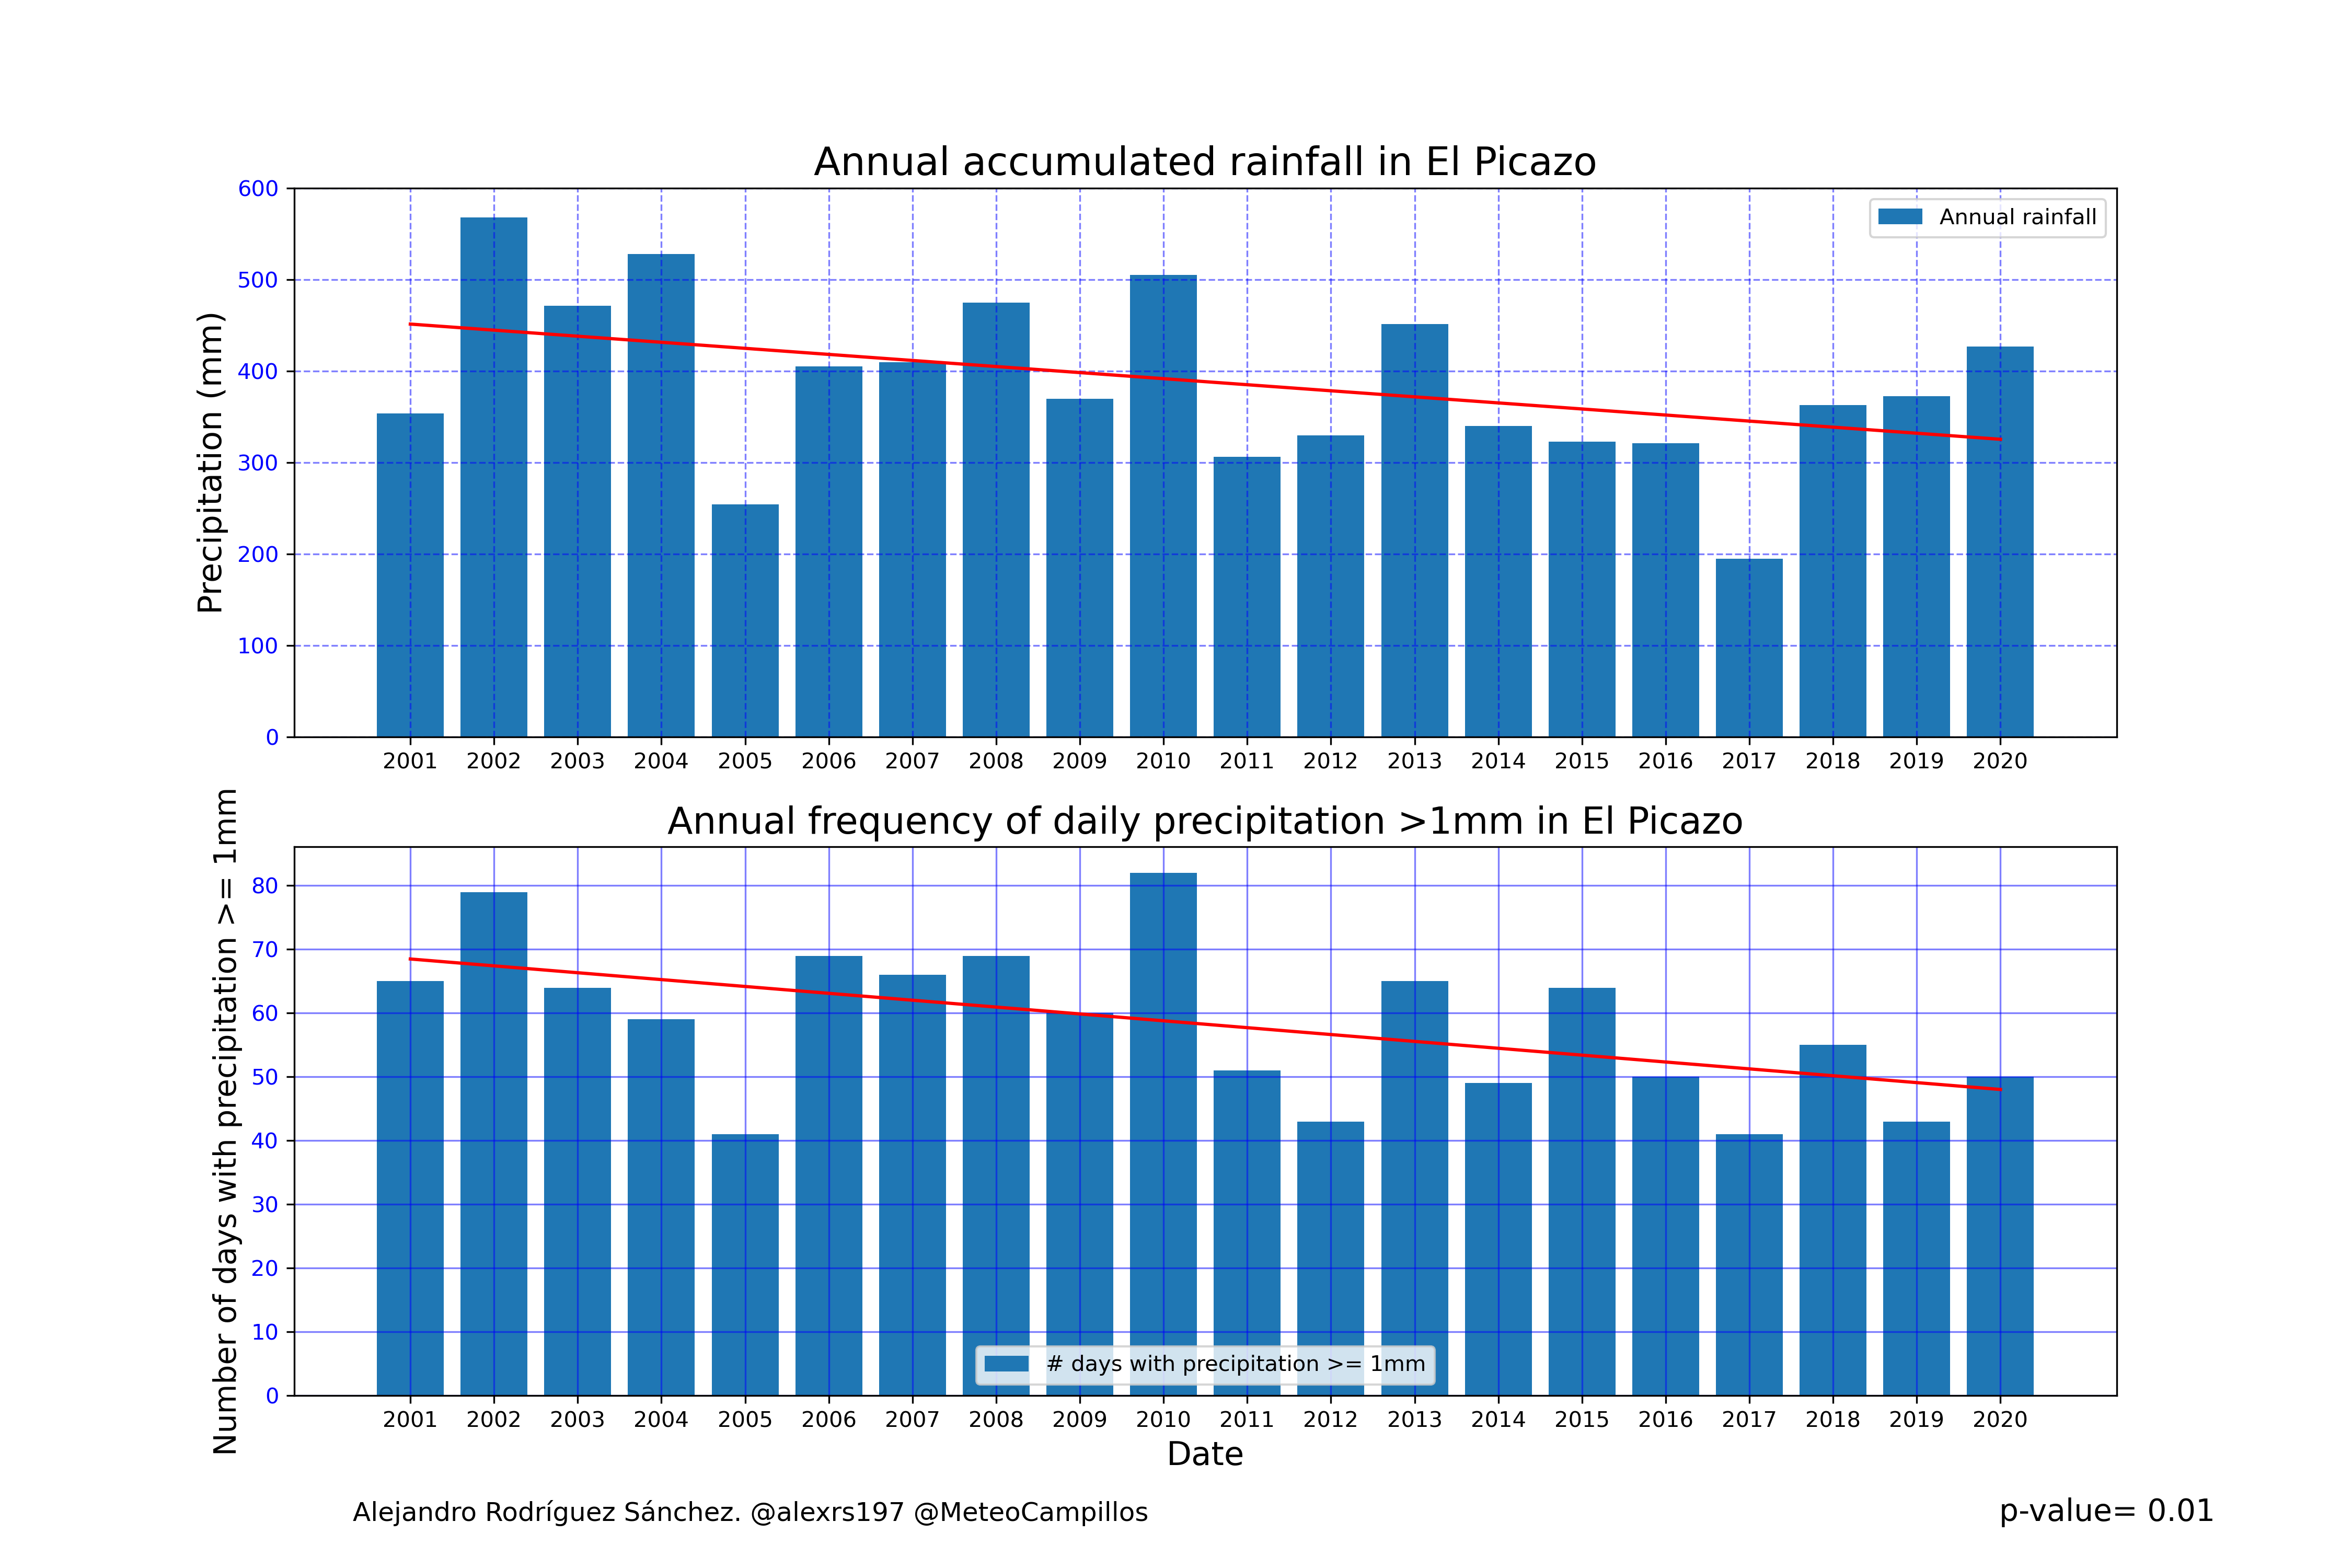 Annual accumulated rainfall in El Picazo
Precipitation (mm)
600
500
400
300
200
100
0
Annual rainfall
2001 2002 2003 2004 2005 2006 2007 2008 2009 2010 2011 2012 2013 2014 2015 2016 2017 2018 2019 2020
Annual frequency of daily precipitation >1mm in El Picazo
Number of days with precipitation >= 1mm
80
70
60
50
40
30
20
10
0
# days with precipitation >= 1mm
2001 2002 2003 2004 2005 2006 2007 2008 2009 2010 2011 2012 2013 2014 2015 2016 2017 2018 2019 2020
Date
Alejandro Rodríguez Sánchez. @alexrs197 @MeteoCampillos
p-value= 0.01